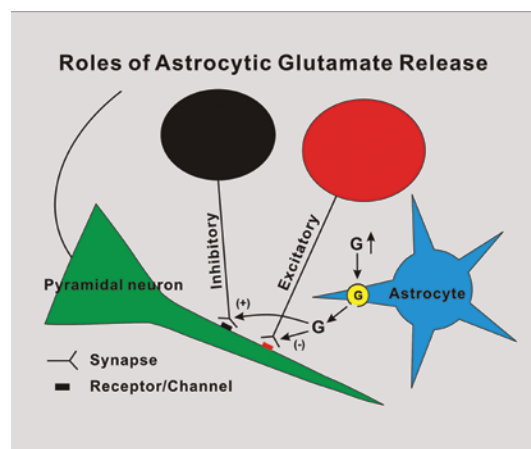 Roles of Astrocytic Glutamate Release
Inhibitory
Excitatory
G
G
Astrocyte
Pyramidal neuron
(+)
G
(-)
Synapse
Receptor/Channel